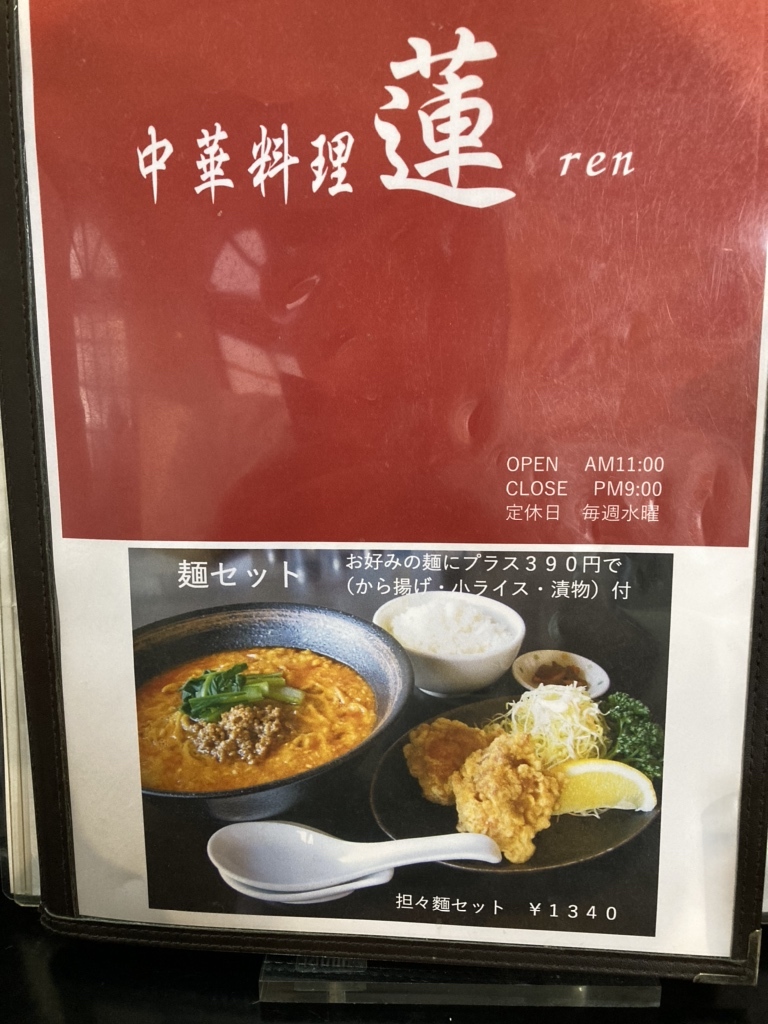 中華料理 蓮 ren
OPEN AM11:00
CLOSE PM9:00
定休日 毎週水曜
麺セット
お好みの麺にプラス３９０円で
（から揚げ・小ライス・漬物）付
担々麺セット ￥１３４０